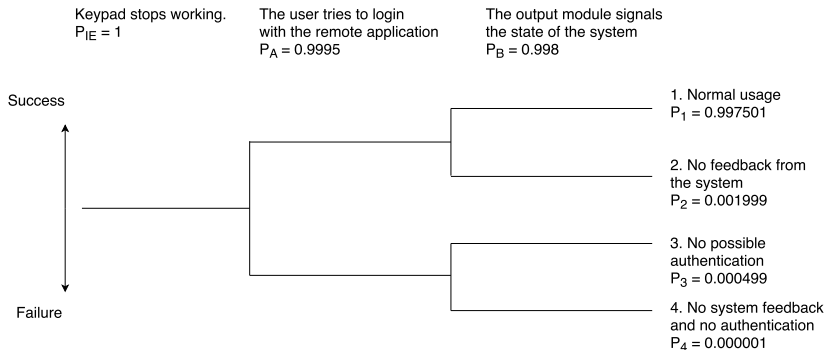 Keypad stops working.
P_IE = 1
The user tries to login
with the remote application
P_A = 0.9995
The output module signals
the state of the system
P_B = 0.998
Success
Failure
1. Normal usage
P_1 = 0.997501
2. No feedback from
the system
P_2 = 0.001999
3. No possible
authentication
P_3 = 0.000499
4. No system feedback
and no authentication
P_4 = 0.000001